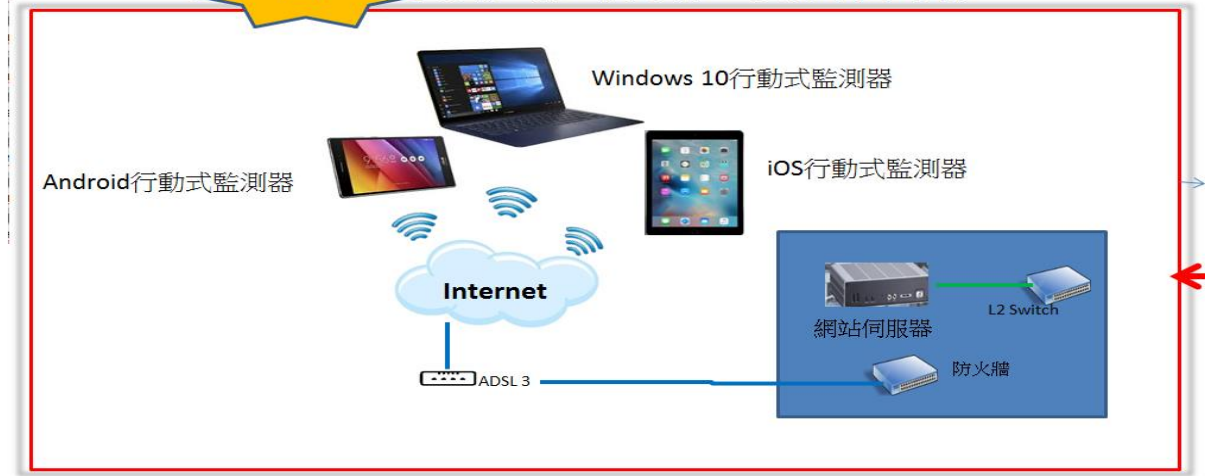 Windows 10行動式監測器
Android行動式監測器
iOS行動式監測器
Internet
網站伺服器
L2 Switch
防火牆
ADSL 3